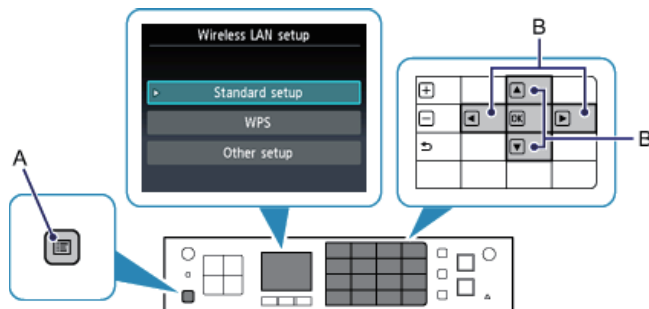 Wireless LAN setup
Standard setup
WPS
Other setup
A
B
OK
B